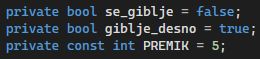 private bool se_giblje = false;
private bool giblje_desno = true;
private const int PREMIK = 5;